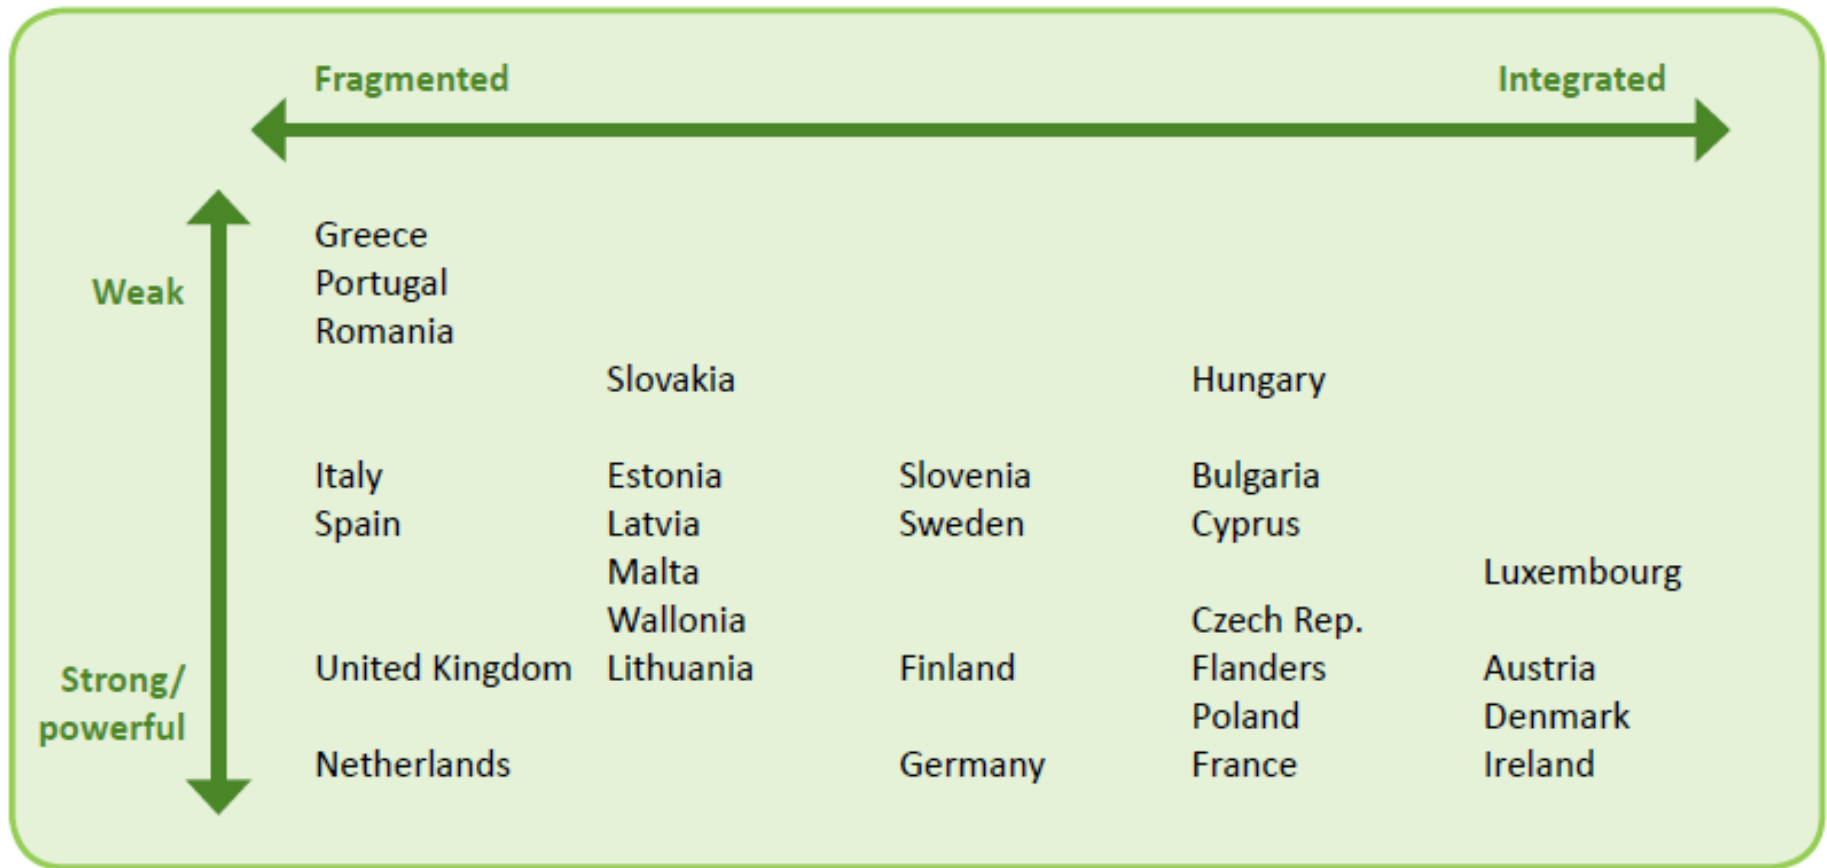 Fragmented Integrated
Greece
Weak Portugal
Romania
Slovakia Hungary
Italy Estonia Slovenia Bulgaria
Spain Latvia Sweden Cyprus
Malta Luxembourg
Wallonia Czech Rep.
United Kingdom Lithuania Finland Flanders Austria
Strong/
powerful Poland Denmark
Netherlands Germany France Ireland